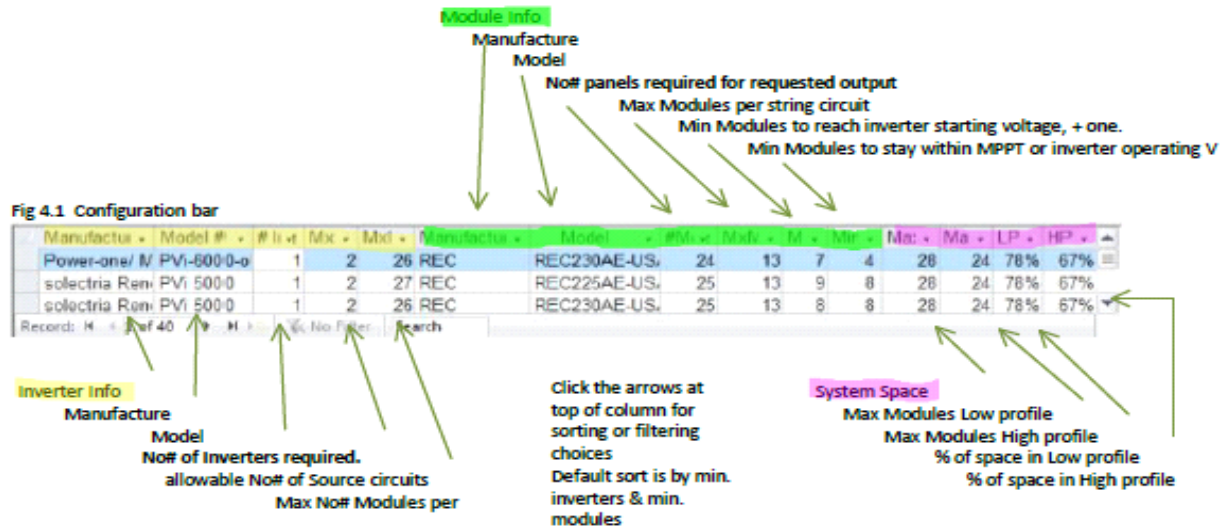 Module Info
Manufacture
Model
No# panels required for requested output
Max Modules per string circuit
Min Modules to reach inverter starting voltage, + one.
Min Modules to stay within MPPT or inverter operating V
Fig 4.1 Configuration bar
Manufactui Model # # Mx Mxl Manufactui Model #M MxM M Mir Ma: Ma LP HP
Power-one/ PVi-6000-o 1 2 26 REC REC230AE-US 24 13 7 4 28 24 78% 67%
solectria Ren PVi 5000 1 2 27 REC REC225AE-US 25 13 9 8 28 24 78% 67%
solectria Ren PVi 5000 1 2 26 REC REC230AE-US 25 13 8 8 28 24 78% 67%
Record: of 40 No Filter Search
Inverter Info
Manufacture
Model
No# of Inverters required.
allowable No# of Source circuits
Max No# Modules per
Click the arrows at
top of column for
sorting or filtering
choices
Default sort is by min.
inverters & min.
modules
System Space
Max Modules Low profile
Max Modules High profile
% of space in Low profile
% of space in High profile